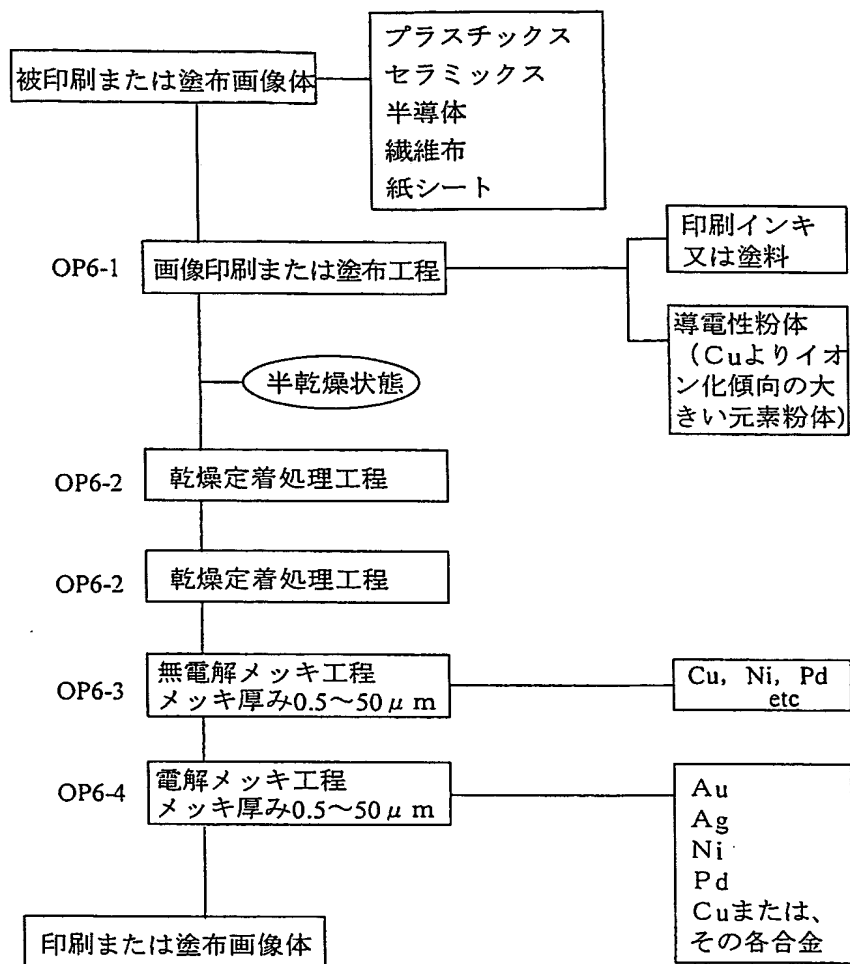 被印刷または塗布画像体
プラスチックス
セラミックス
半導体
繊維布
紙シート
OP6-1
画像印刷または塗布工程
印刷インキ
又は塗料
導電性粉体
（Cuよりイオ
ン化傾向の大
きい元素粉体）
半乾燥状態
OP6-2
乾燥定着処理工程
OP6-2
乾燥定着処理工程
OP6-3
無電解メッキ工程
メッキ厚み0.5～50μm
Cu, Ni, Pd
etc
OP6-4
電解メッキ工程
メッキ厚み0.5～50μm
Au
Ag
Ni
Pd
Cuまたは、
その各合金
印刷または塗布画像体